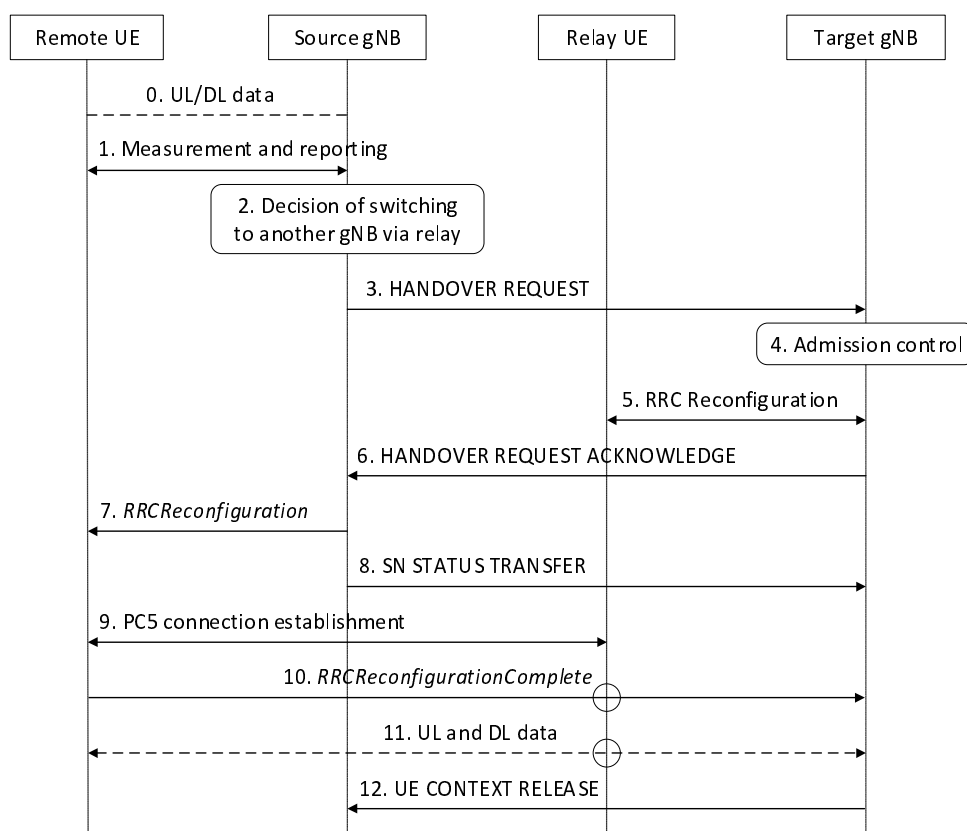 Remote UE
Source gNB
Relay UE
Target gNB
0. UL/DL data
1. Measurement and reporting
2. Decision of switching
to another gNB via relay
3. HANDOVER REQUEST
4. Admission control
5. RRC Reconfiguration
6. HANDOVER REQUEST ACKNOWLEDGE
7. RRCReconfiguration
8. SN STATUS TRANSFER
9. PC5 connection establishment
10. RRCReconfigurationComplete
11. UL and DL data
12. UE CONTEXT RELEASE